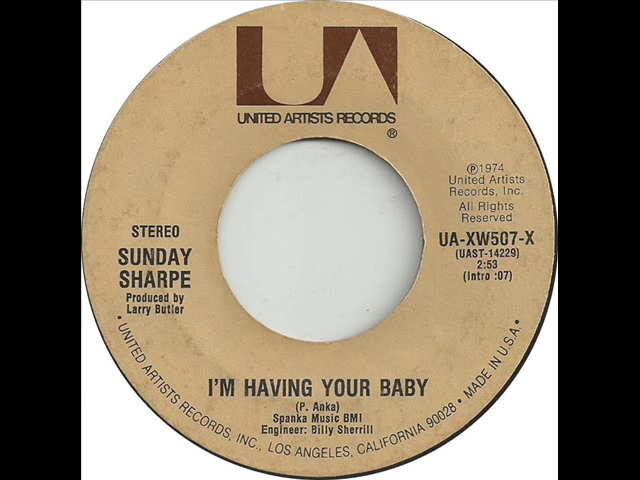 UA
UNITED ARTISTS RECORDS
®
℗1974
United Artists
Records, Inc.
All Rights
Reserved
STEREO
UA-XW507-X
(UAST-14229)
2:53
(Intro :07)
SUNDAY
SHARPE
Produced by
Larry Butler
I'M HAVING YOUR BABY
(P. Anka)
Spanka Music BMI
Engineer: Billy Sherrill
• UNITED ARTISTS RECORDS, INC., LOS ANGELES, CALIFORNIA 90028 • MADE IN U.S.A. •